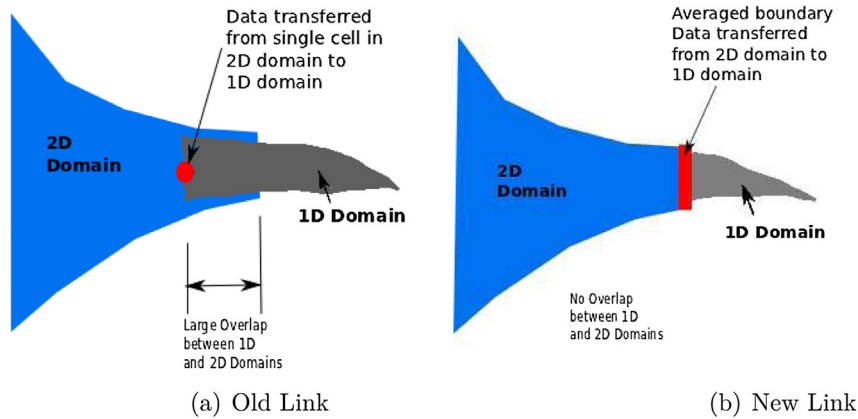 Data transferred
from single cell in
2D domain to
1D domain
2D
Domain
1D Domain
Large Overlap
between 1D
and 2D Domains
(a) Old Link
Averaged boundary
Data transferred
from 2D domain to
1D domain
2D
Domain
1D Domain
No Overlap
between 1D
and 2D Domains
(b) New Link